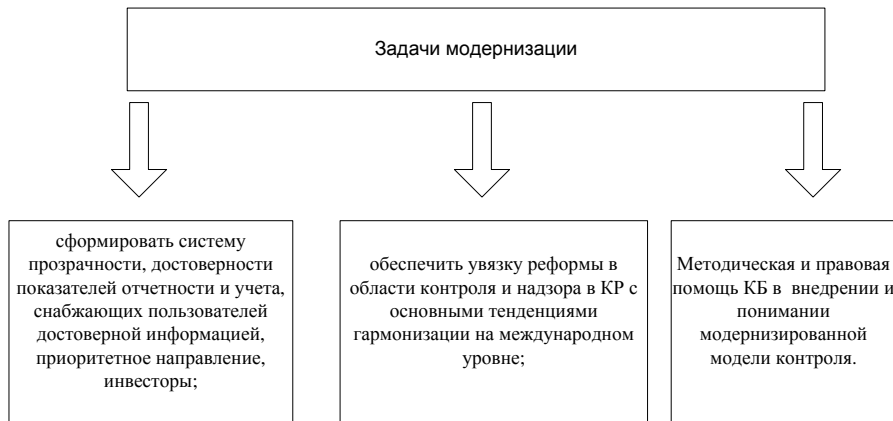 Задачи модернизации
сформировать систему
прозрачности, достоверности
показателей отчетности и учета,
снабжающих пользователей
достоверной информацией,
приоритетное направление,
инвесторы;
обеспечить увязку реформы в
области контроля и надзора в КР с
основными тенденциями
гармонизации на международном
уровне;
Методическая и правовая
помощь КБ в внедрении и
понимании
модернизированной
модели контроля.